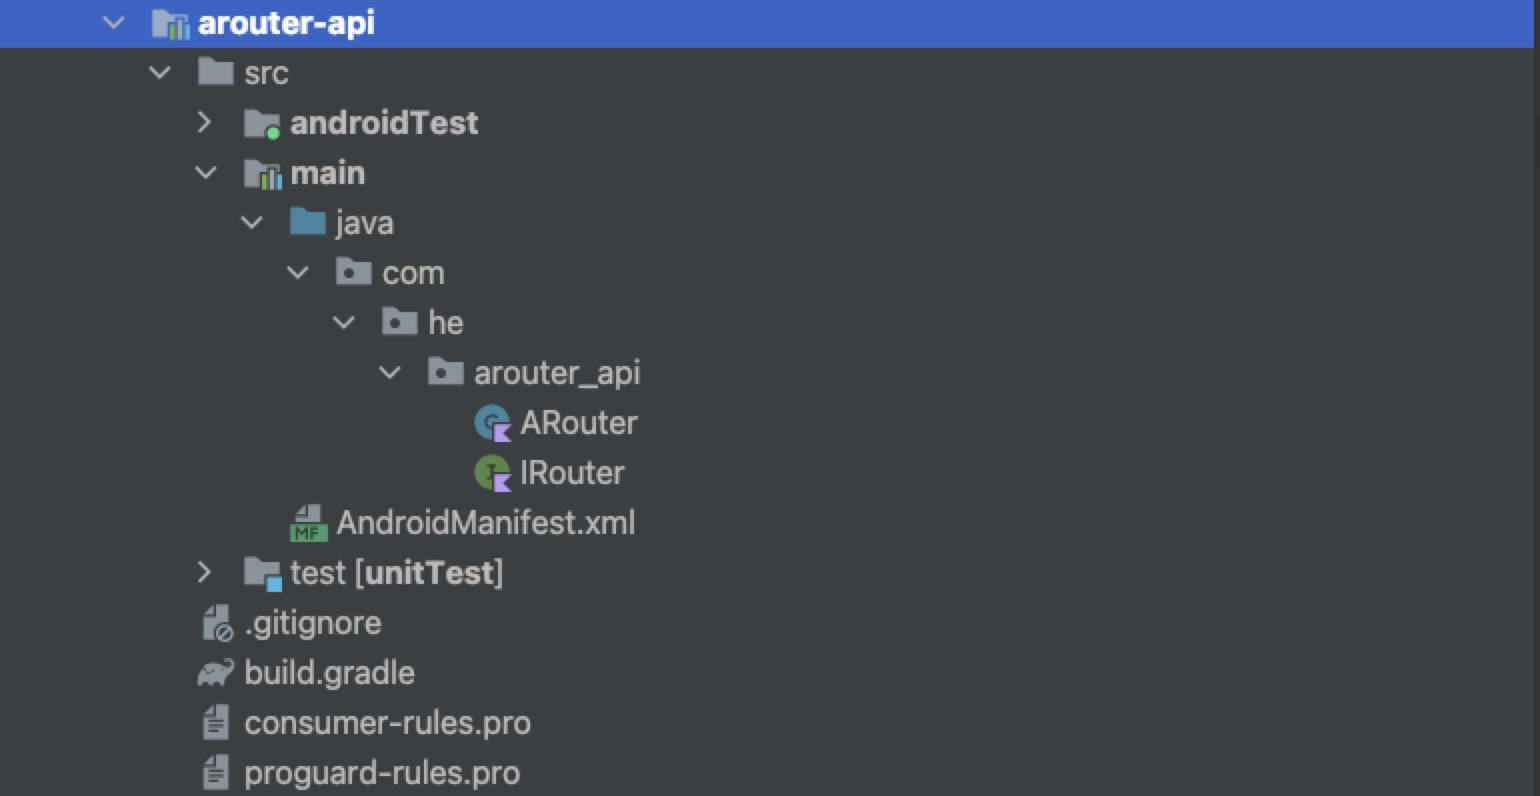 arouter-api
src
androidTest
main
java
com
he
arouter_api
ARouter
IRouter
MF AndroidManifest.xml
test [unitTest]
.gitignore
build.gradle
consumer-rules.pro
proguard-rules.pro